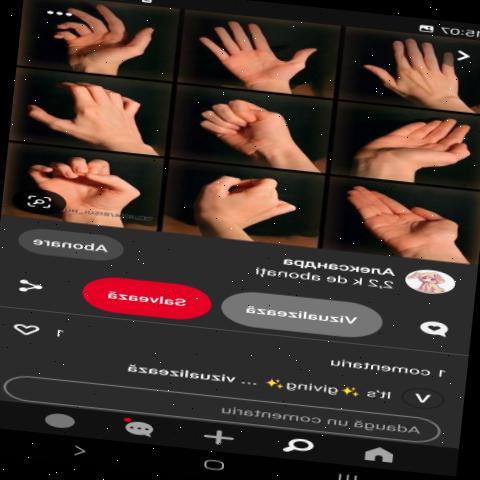 15:07
Александра
2,2 k de abonați
Abonare
Vizualizează
Salvează
1
1 comentariu
V
It's ✨giving✨ ... vizualizează
Adaugă un comentariu